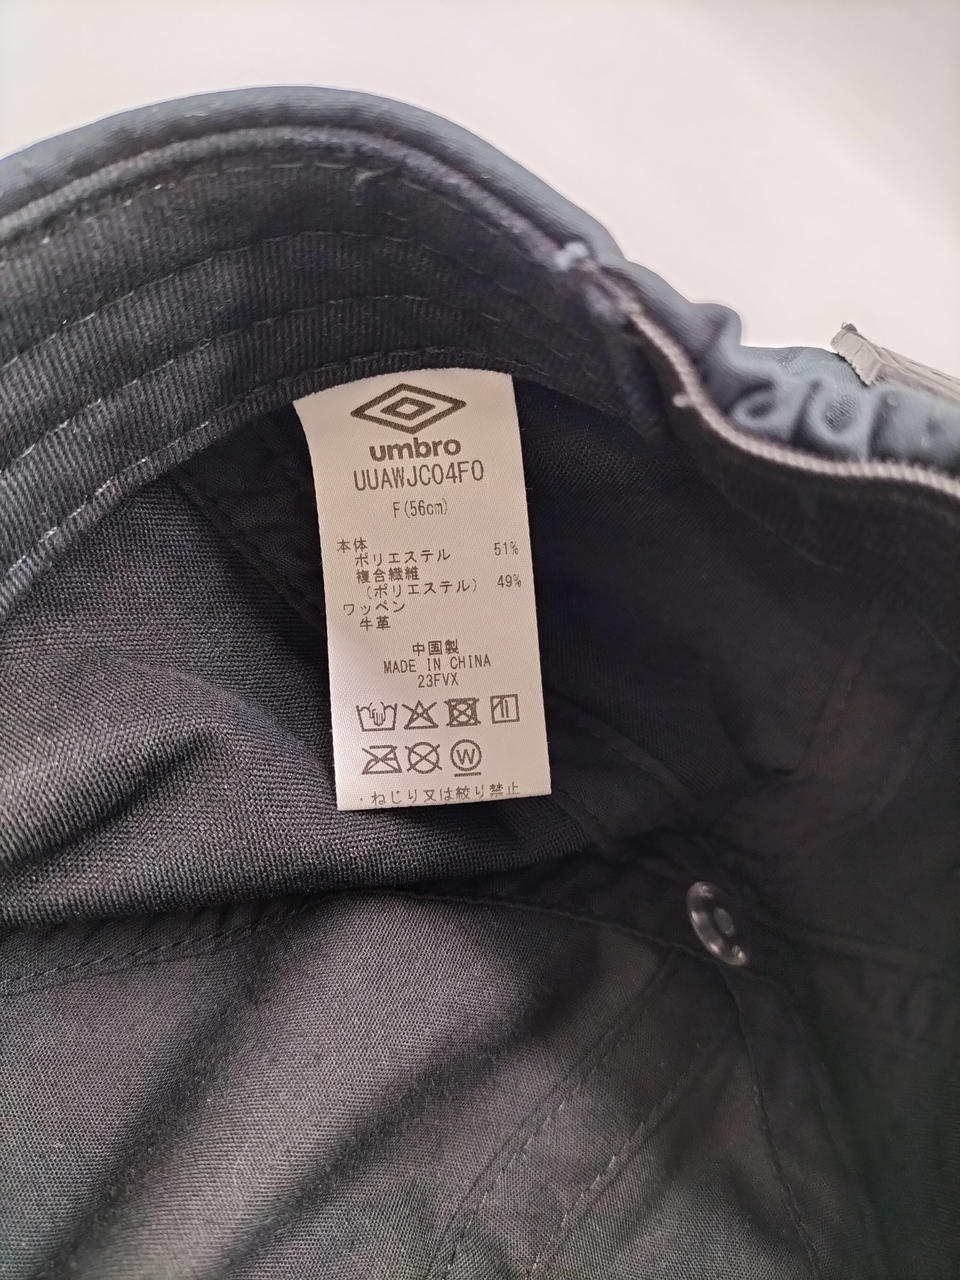 umbro
UUAWJC04F0
F(56cm)
本体
ポリエステル 51%
複合繊維
(ポリエステル) 49%
ワッペン
牛革
中国製
MADE IN CHINA
23FVX
W
・ねじり又は絞り禁止